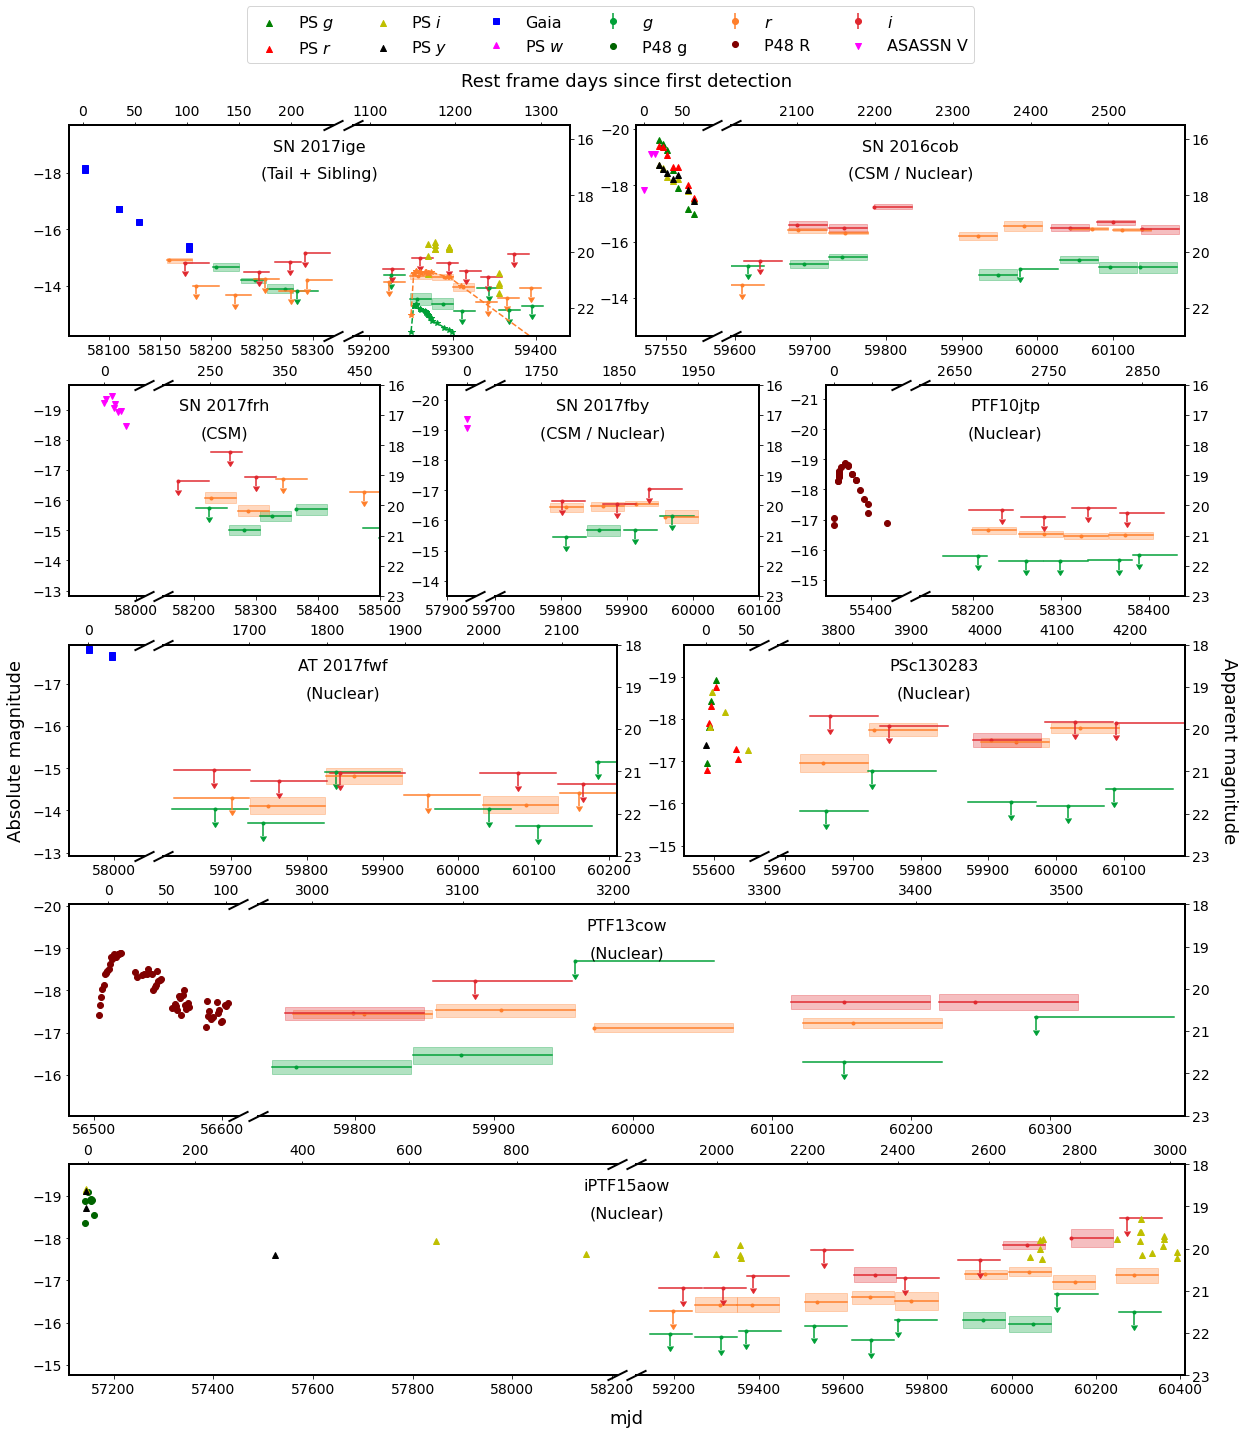 PS g PS i Gaia g r i
PS r PS y PS w P48 g P48 R ASASSN V
Rest frame days since first detection
0 50 100 150 200 1100 1200 1300
0 50 2100 2200 2300 2400 2500
SN 2017ige
(Tail + Sibling)
−18
−16
−14
16
18
20
22
58100 58150 58200 58250 58300 59200 59300 59400
SN 2016cob
(CSM / Nuclear)
−20
−18
−16
−14
16
18
20
22
57550 59600 59700 59800 59900 60000 60100
0 250 350 450
SN 2017frh
(CSM)
−19
−18
−17
−16
−15
−14
−13
16
17
18
19
20
21
22
23
58000 58200 58300 58400 58500
0 1750 1850 1950
SN 2017fby
(CSM / Nuclear)
−20
−19
−18
−17
−16
−15
−14
16
17
18
19
20
21
22
23
57900 59700 59800 59900 60000 60100
0 2650 2750 2850
PTF10jtp
(Nuclear)
−21
−20
−19
−18
−17
−16
−15
16
17
18
19
20
21
22
23
55400 58200 58300 58400
Absolute magnitude
0 1700 1800 1900 2000 2100
AT 2017fwf
(Nuclear)
−17
−16
−15
−14
−13
18
19
20
21
22
23
58000 59700 59800 59900 60000 60100 60200
0 50 3800 3900 4000 4100 4200
PSc130283
(Nuclear)
−19
−18
−17
−16
−15
18
19
20
21
22
23
55600 59600 59700 59800 59900 60000 60100
Apparent magnitude
0 50 100 3000 3100 3200 3300 3400 3500
PTF13cow
(Nuclear)
−20
−19
−18
−17
−16
18
19
20
21
22
23
56500 56600 59800 59900 60000 60100 60200 60300
0 200 400 600 800 2000 2200 2400 2600 2800 3000
iPTF15aow
(Nuclear)
−19
−18
−17
−16
−15
18
19
20
21
22
23
57200 57400 57600 57800 58000 58200 59200 59400 59600 59800 60000 60200 60400
mjd